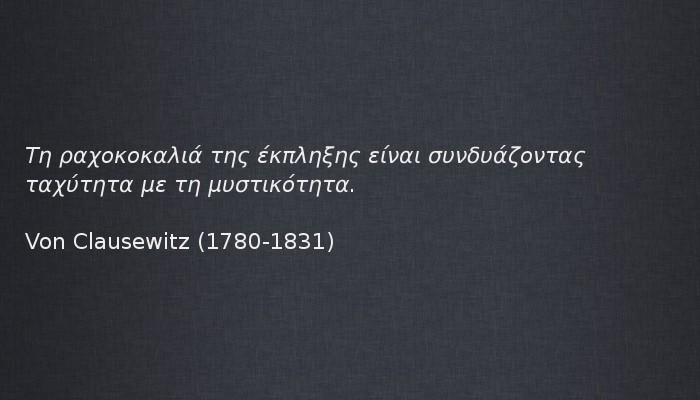 Τη ραχοκοκαλιά της έκπληξης είναι συνδυάζοντας
ταχύτητα με τη μυστικότητα.
Von Clausewitz (1780-1831)